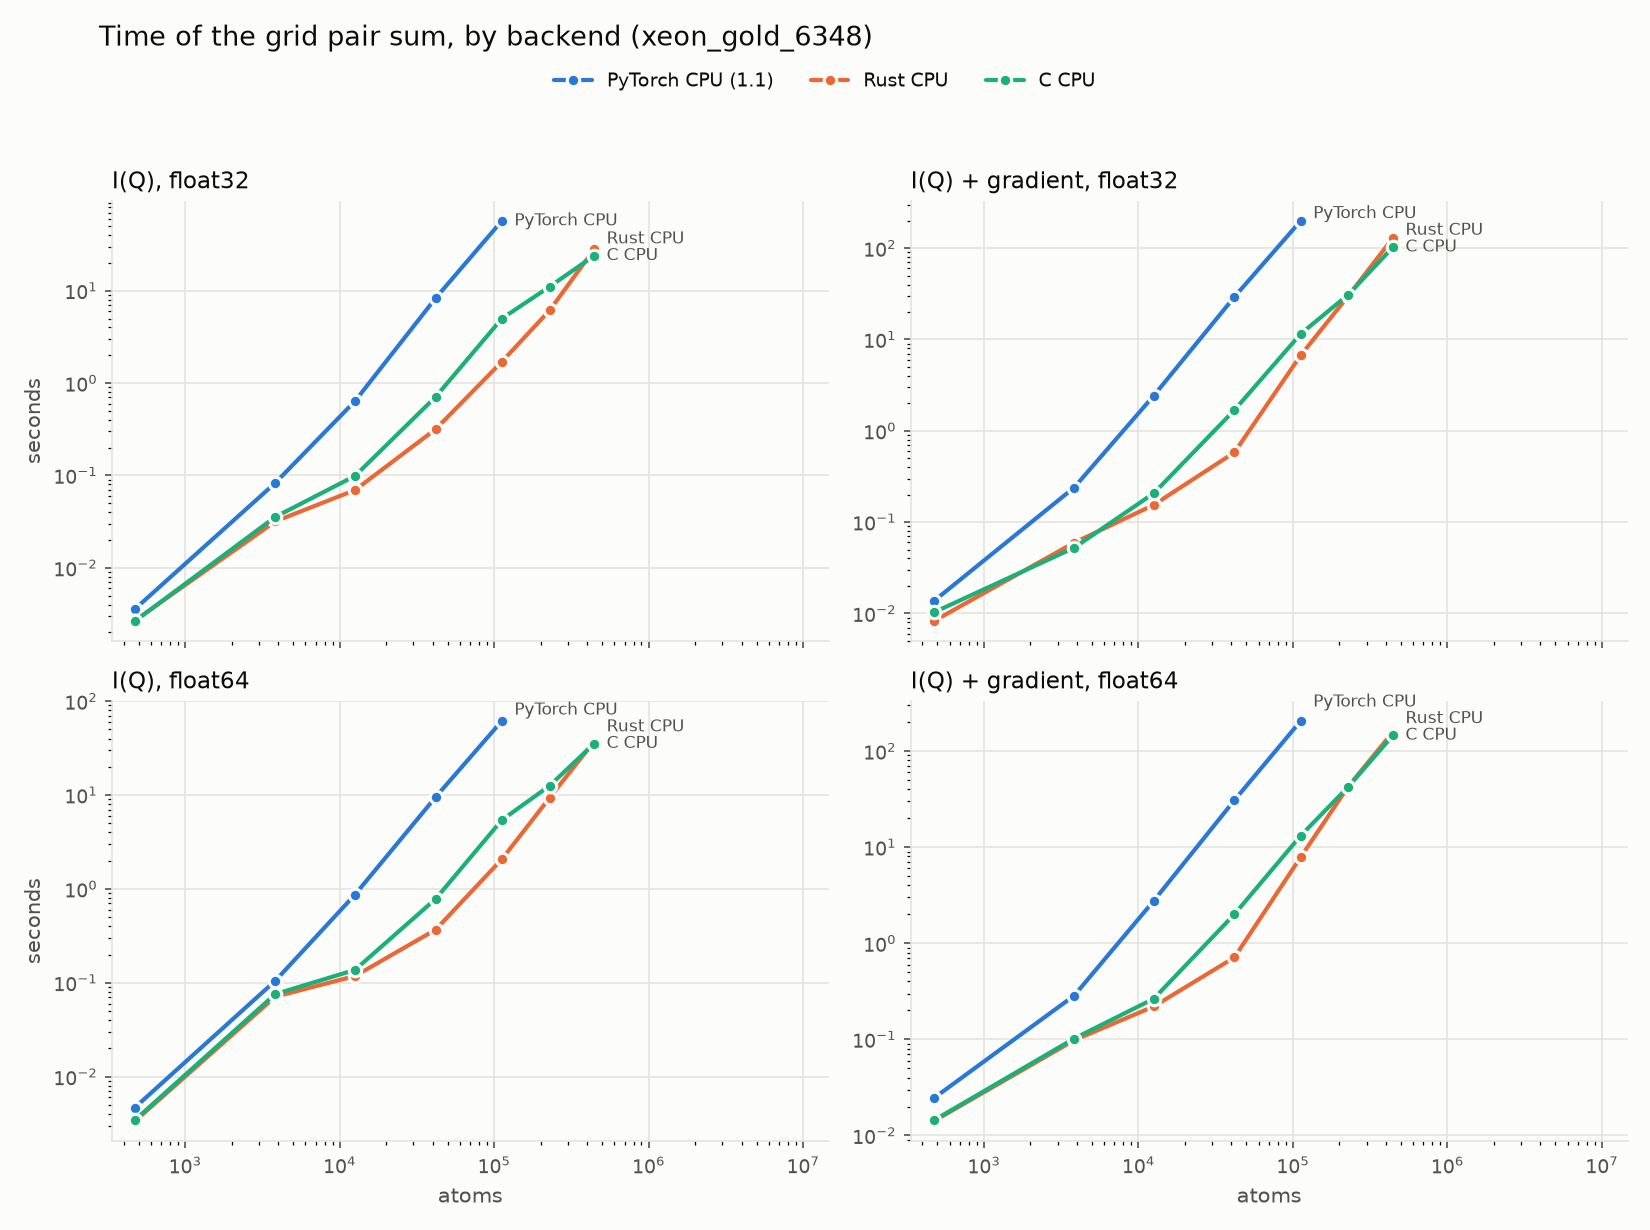 Time of the grid pair sum, by backend (xeon_gold_6348)
PyTorch CPU (1.1) Rust CPU C CPU
I(Q), float32
PyTorch CPU
Rust CPU
C CPU
10¹
10⁰
10⁻¹
10⁻²
seconds
I(Q) + gradient, float32
PyTorch CPU
Rust CPU
C CPU
10²
10¹
10⁰
10⁻¹
10⁻²
I(Q), float64
PyTorch CPU
Rust CPU
C CPU
10²
10¹
10⁰
10⁻¹
10⁻²
seconds
10³ 10⁴ 10⁵ 10⁶ 10⁷
atoms
I(Q) + gradient, float64
PyTorch CPU
Rust CPU
C CPU
10²
10¹
10⁰
10⁻¹
10⁻²
10³ 10⁴ 10⁵ 10⁶ 10⁷
atoms